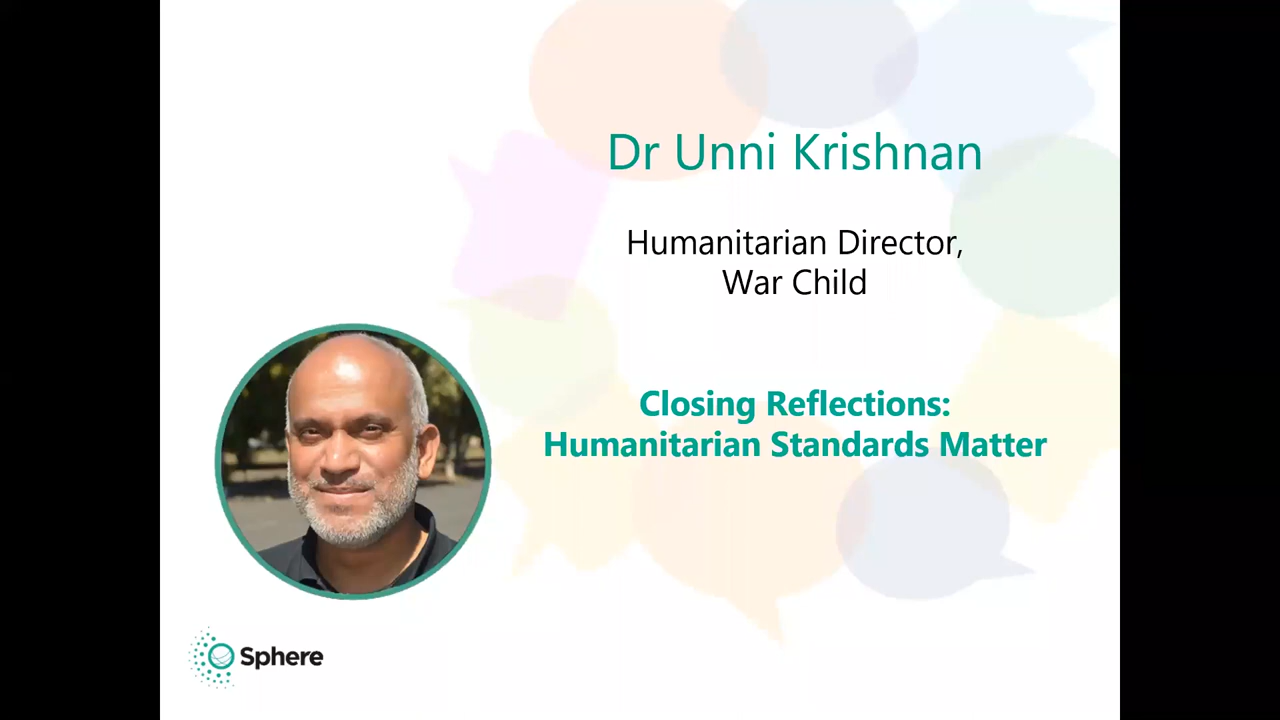 Dr Unni Krishnan
Humanitarian Director,
War Child
Closing Reflections:
Humanitarian Standards Matter
Sphere